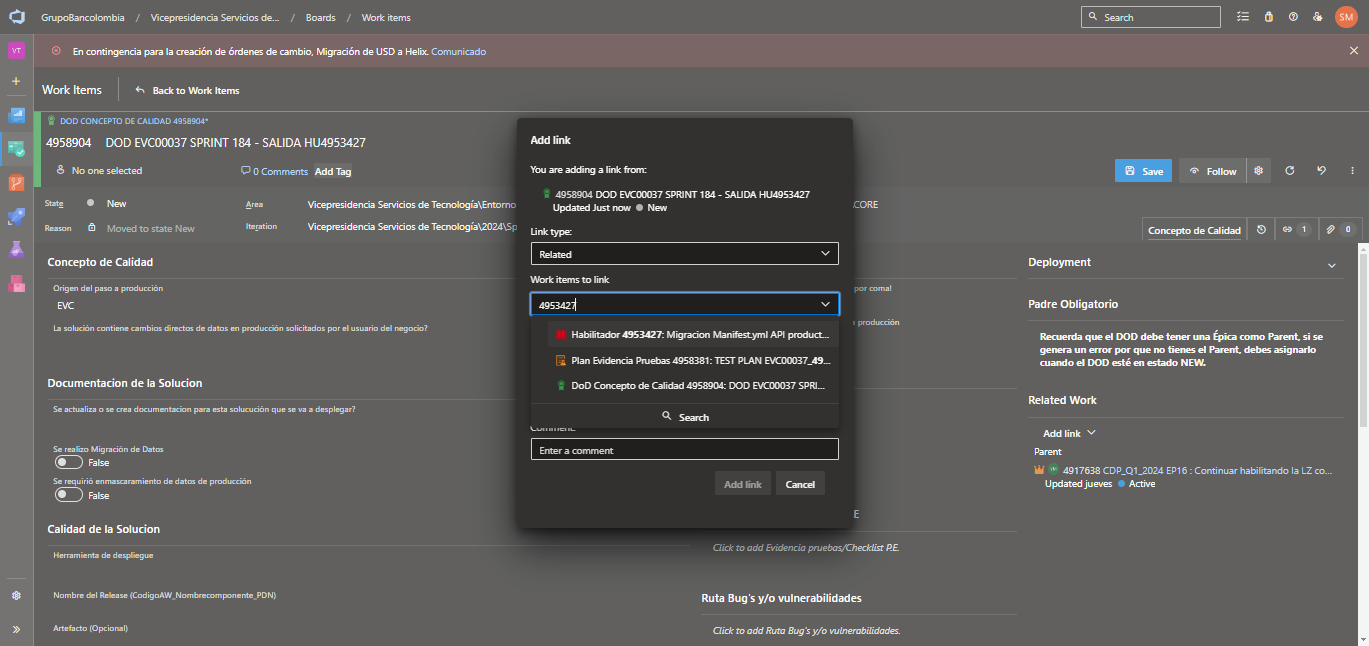 GrupoBancolombia / Vicepresidencia Servicios de... / Boards / Work items
Search
SM
VT
En contingencia para la creación de órdenes de cambio, Migración de USD a Helix. Comunicado
Work Items
Back to Work Items
DOD CONCEPTO DE CALIDAD 4958904*
4958904 DOD EVC00037 SPRINT 184 - SALIDA HU4953427
No one selected
0 Comments
Add Tag
Save
Follow
State
New
Area
Vicepresidencia Servicios de Tecnología\Entorno
CORE
Reason
Moved to state New
Iteration
Vicepresidencia Servicios de Tecnología\2024\Sp
Concepto de Calidad
1
0
Concepto de Calidad
Origen del paso a producción
EVC
La solución contiene cambios directos de datos en producción solicitados por el usuario del negocio?
Documentacion de la Solucion
Se actualiza o se crea documentacion para esta solucución que se va a desplegar?
Se realizo Migración de Datos
False
Se requirió enmascaramiento de datos de producción
False
Calidad de la Solucion
Herramienta de despliegue
Nombre del Release (CodigoAW_Nombrecomponente_PDN)
Artefacto (Opcional)
Add link
You are adding a link from:
4958904 DOD EVC00037 SPRINT 184 - SALIDA HU4953427
Updated Just now New
Link type:
Related
Work items to link
4953427
Habilitador 4953427: Migracion Manifest.yml API product...
Plan Evidencia Pruebas 4958381: TEST PLAN EVC00037_49...
DoD Concepto de Calidad 4958904: DOD EVC00037 SPRI...
Search
Comment:
Enter a comment
Add link
Cancel
por coma!
producción
E
Click to add Evidencia pruebas/Checklist P.E.
Ruta Bug's y/o vulnerabilidades
Click to add Ruta Bug's y/o vulnerabilidades.
Deployment
Padre Obligatorio
Recuerda que el DOD debe tener una Épica como Parent, si se
genera un error por que no tienes el Parent, debes asignarlo
cuando el DOD esté en estado NEW.
Related Work
Add link
Parent
4917638 CDP_Q1_2024 EP16 : Continuar habilitando la LZ co...
Updated jueves Active